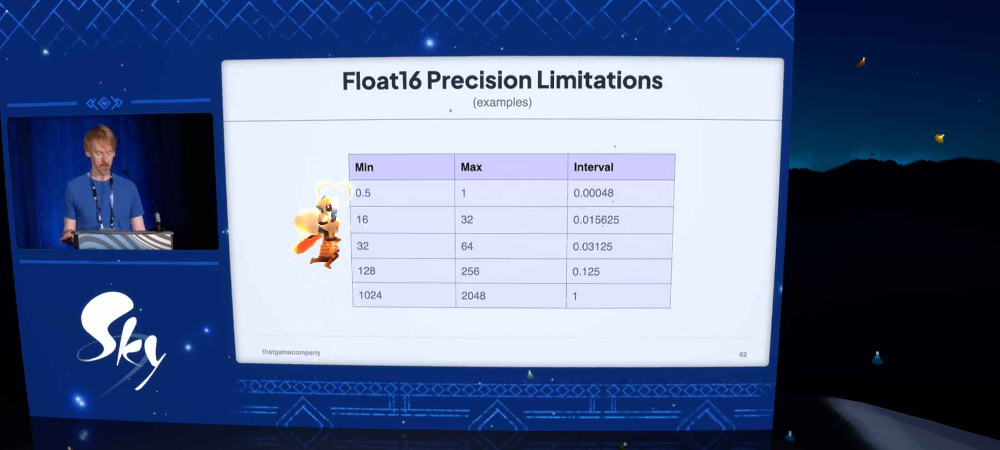 Float16 Precision Limitations
(examples)
Min Max Interval
0.5 1 0.00048
16 32 0.015625
32 64 0.03125
128 256 0.125
1024 2048 1
Sky
thatgamecompany 62